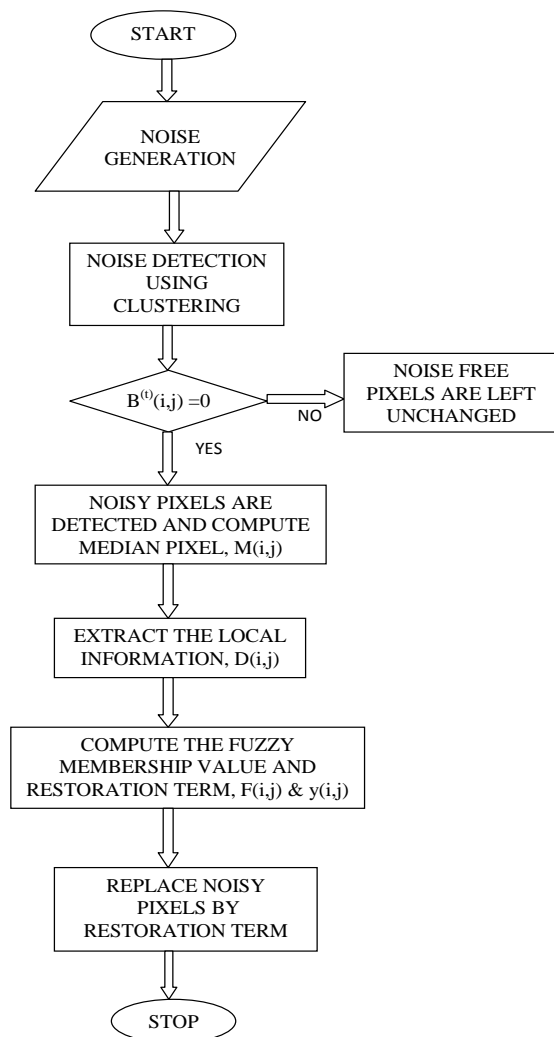 START
NOISE
GENERATION
NOISE DETECTION
USING
CLUSTERING
B^(t)(i,j) =0
NO
NOISE FREE
PIXELS ARE LEFT
UNCHANGED
YES
NOISY PIXELS ARE
DETECTED AND COMPUTE
MEDIAN PIXEL, M(i,j)
EXTRACT THE LOCAL
INFORMATION, D(i,j)
COMPUTE THE FUZZY
MEMBERSHIP VALUE AND
RESTORATION TERM, F(i,j) & y(i,j)
REPLACE NOISY
PIXELS BY
RESTORATION TERM
STOP